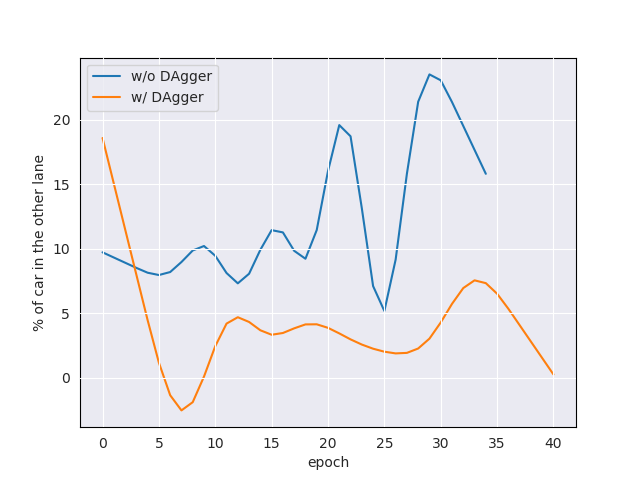 w/o DAgger
w/ DAgger
20
15
10
5
0
% of car in the other lane
0 5 10 15 20 25 30 35 40
epoch